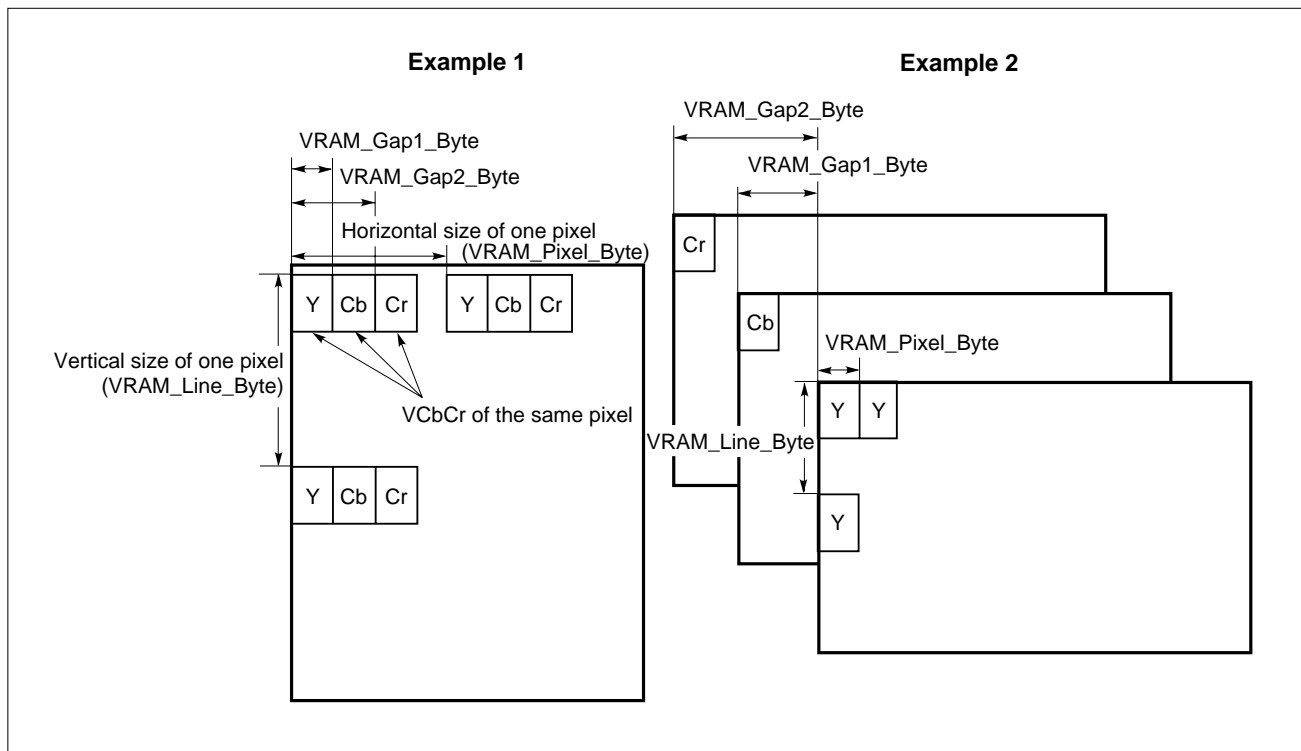 Example 1
VRAM_Gap1_Byte
VRAM_Gap2_Byte
Horizontal size of one pixel
(VRAM_Pixel_Byte)
Y Cb Cr Y Cb Cr
Vertical size of one pixel
(VRAM_Line_Byte)
VCbCr of the same pixel
Y Cb Cr
Example 2
VRAM_Gap2_Byte
VRAM_Gap1_Byte
Cr
Cb
VRAM_Pixel_Byte
Y Y
VRAM_Line_Byte
Y